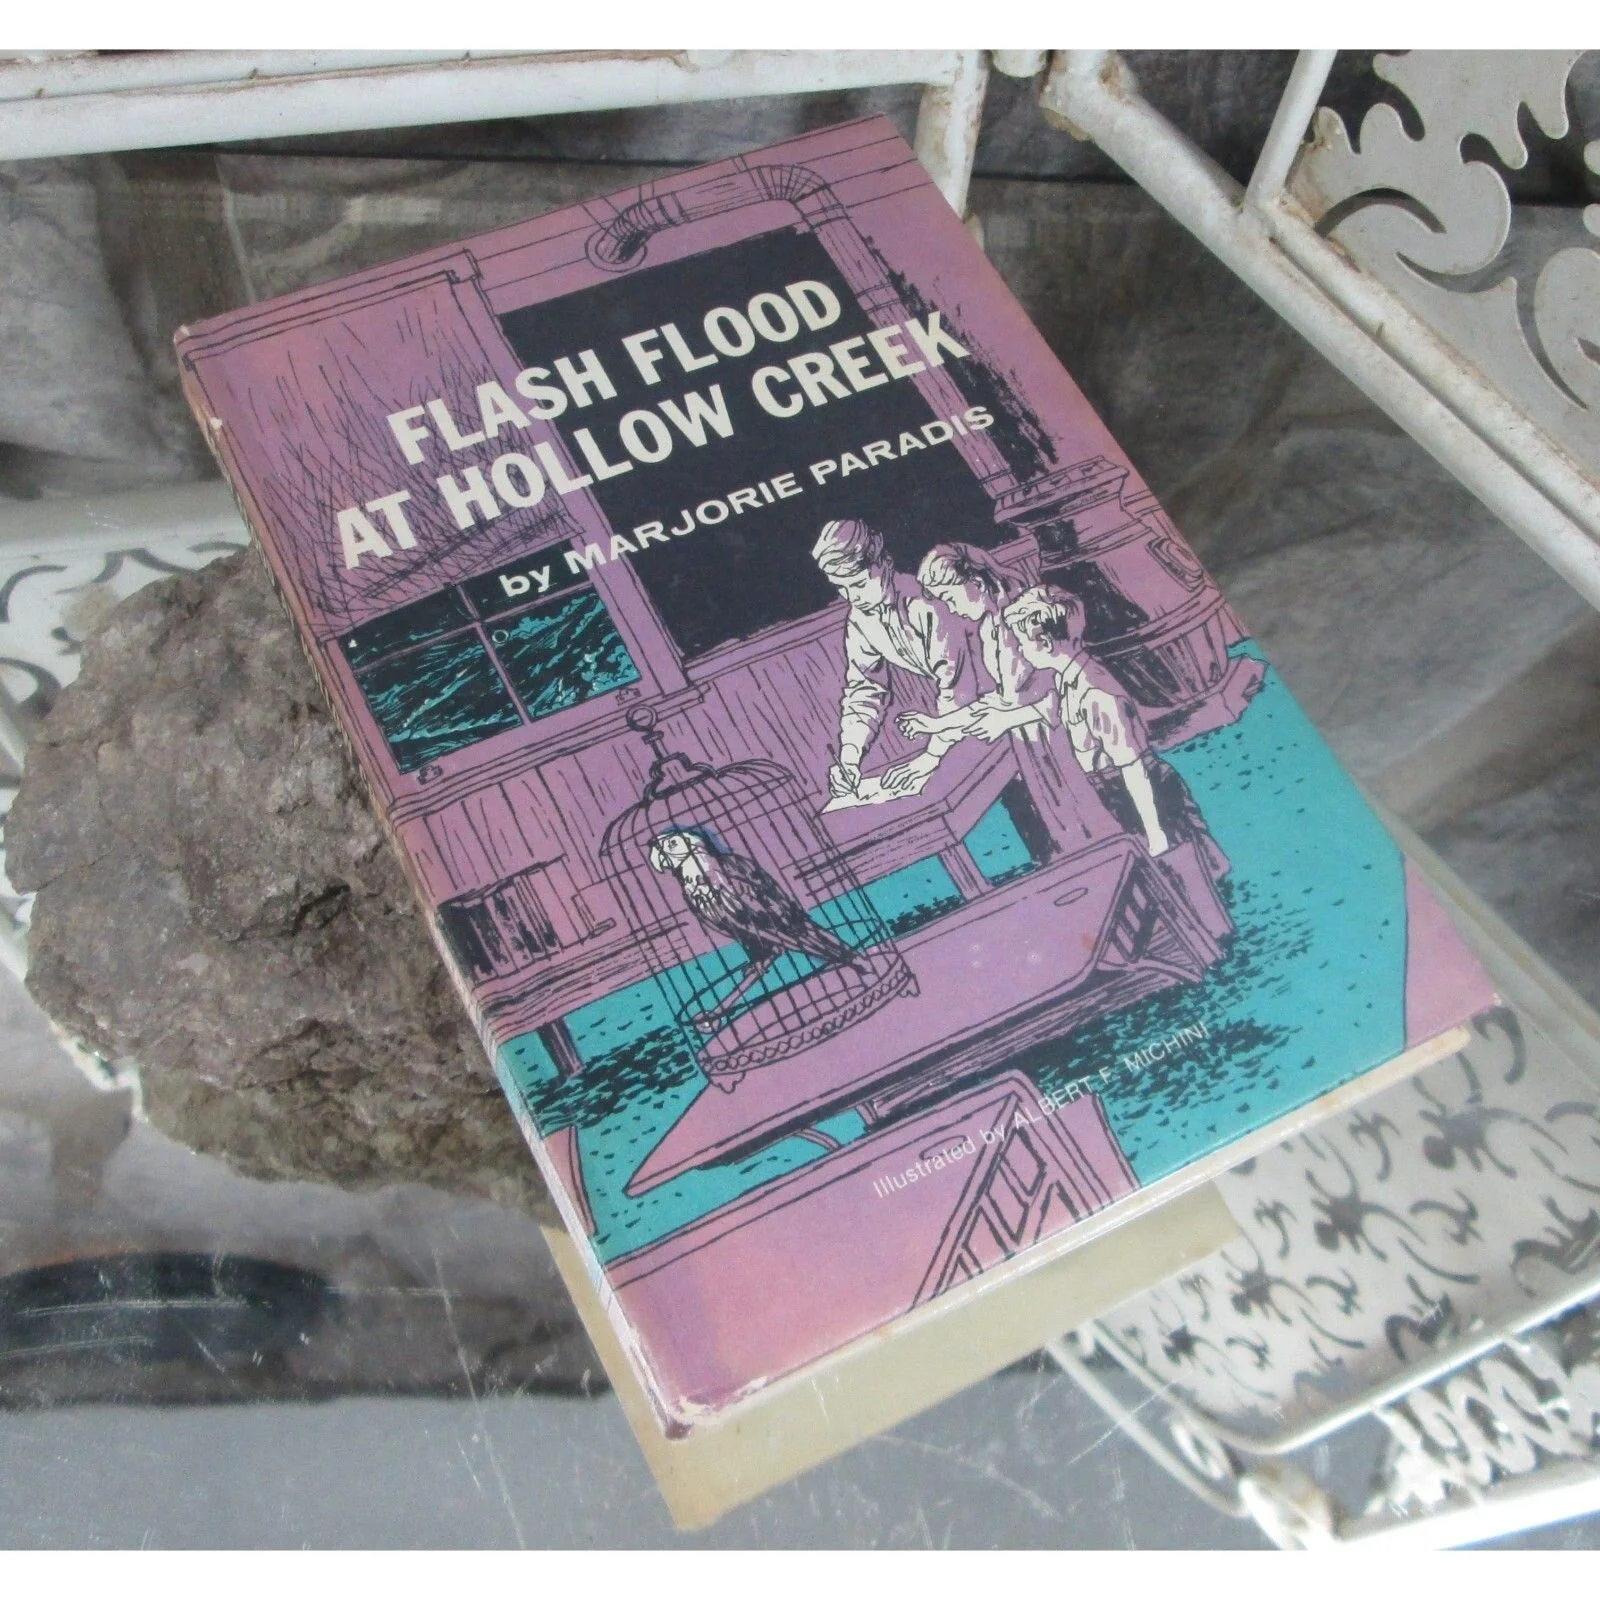 FLASH FLOOD
AT HOLLOW CREEK
by MARJORIE PARADIS
Illustrated by ALBERT F. MICHINI